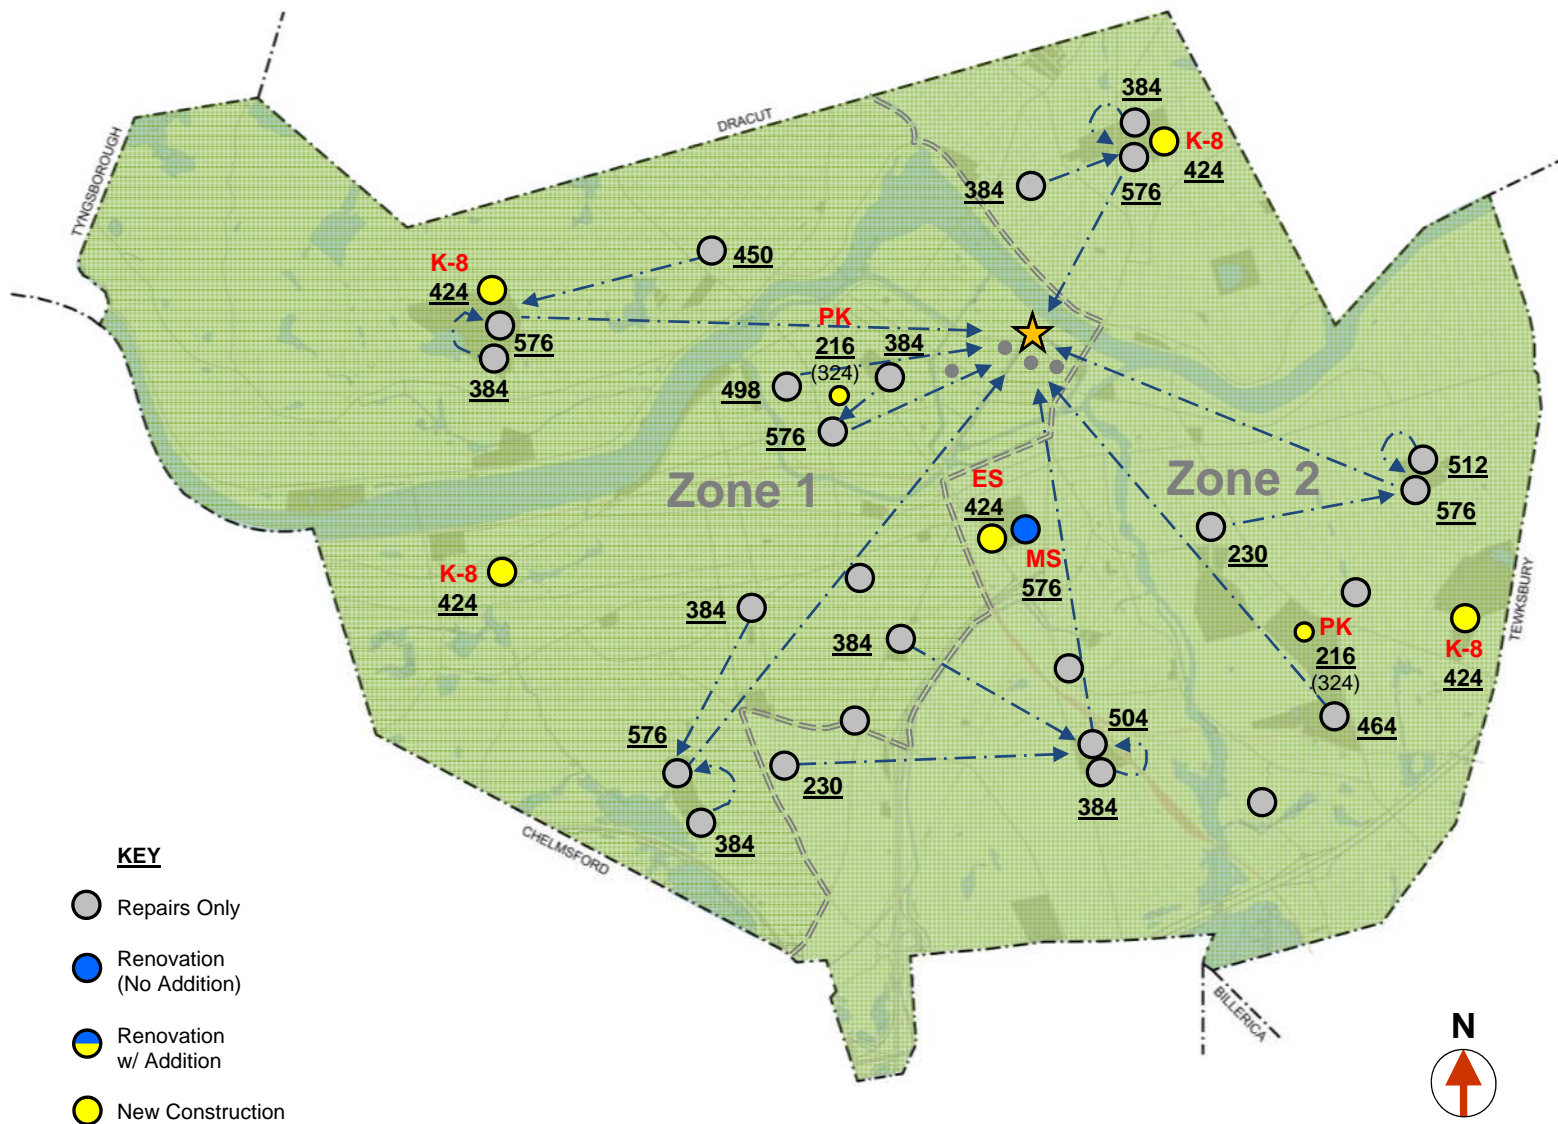 384
K-8
424
576
384
DRACUT
TYNGSBOROUGH
450
K-8
424
576
384
PK
216
(324)
384
498
576
Zone 1
Zone 2
ES
424
MS
576
512
576
230
K-8
424
384
384
PK
216
(324)
K-8
424
TEWKSBURY
464
576
504
230
384
384
CHELMSFORD
BILLERICA
KEY
Repairs Only
Renovation
(No Addition)
Renovation
w/ Addition
New Construction
N